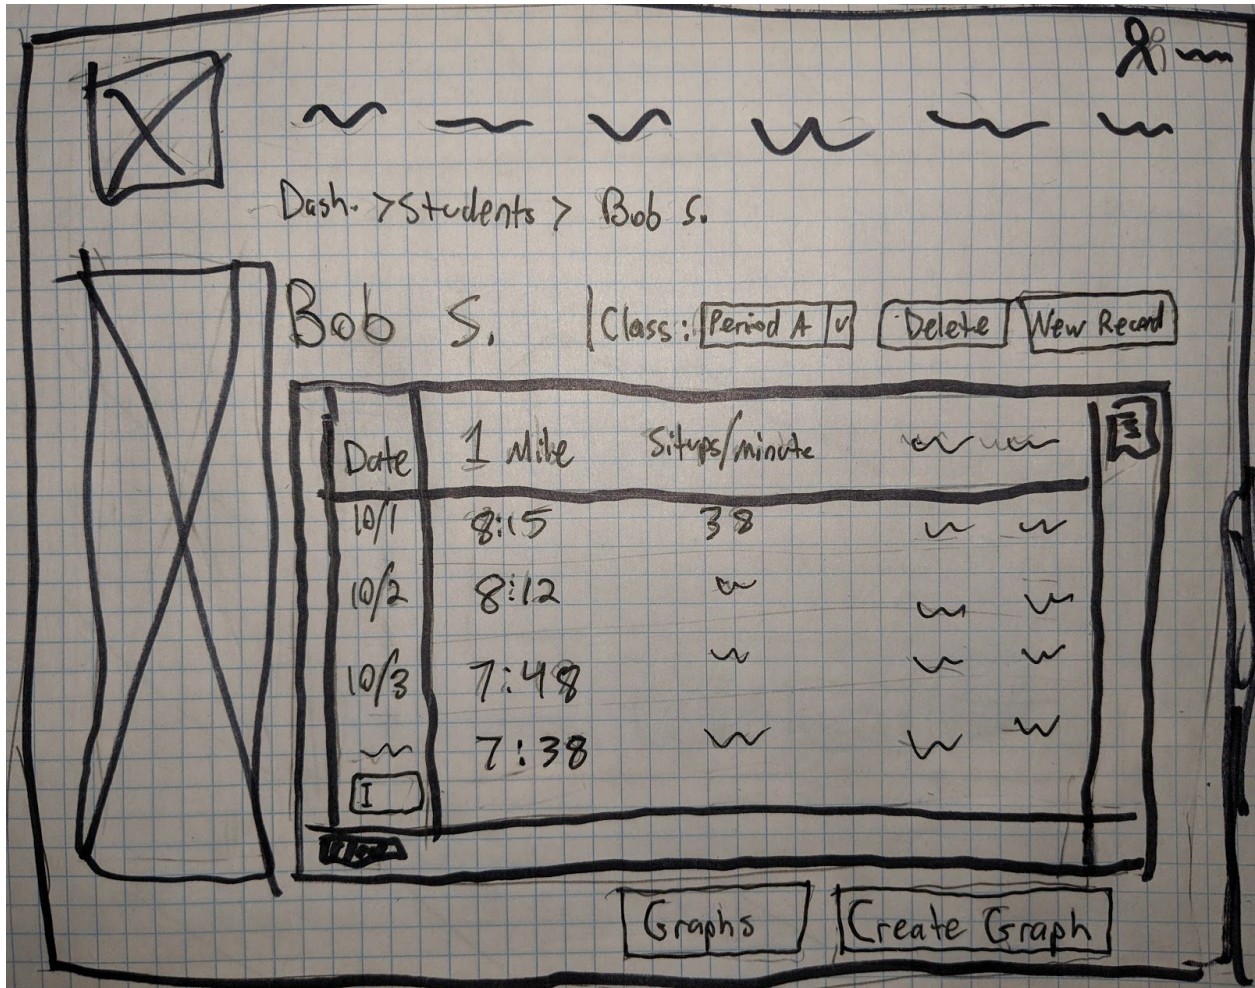 Dash. > Students > Bob S.
Bob S. | Class: Period A v Delete New Record
Date 1 Mile Situps/minute
10/1 8:15 38
10/2 8:12
10/3 7:48
7:38
I
Graphs Create Graph